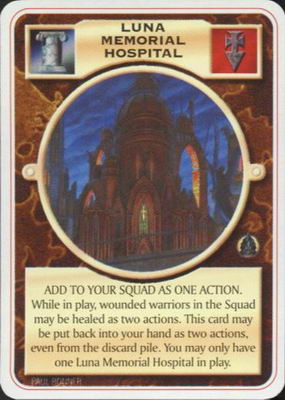 LUNA
MEMORIAL
HOSPITAL
ADD TO YOUR SQUAD AS ONE ACTION.
While in play, wounded warriors in the Squad
may be healed as two actions. This card may
be put back into your hand as two actions,
even from the discard pile. You may only have
one Luna Memorial Hospital in play.
PAUL BONNER